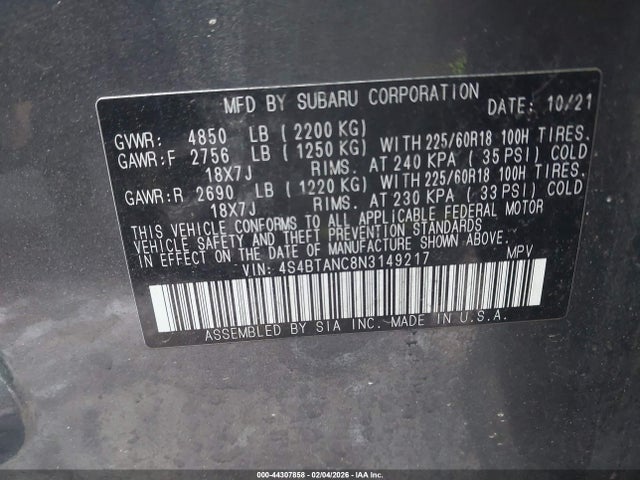 MFD BY SUBARU CORPORATION DATE: 10/21
GVWR: 4850 LB (2200 KG)
GAWR:F 2756 LB (1250 KG) WITH 225/60R18 100H TIRES.
18X7J RIMS. AT 240 KPA (35 PSI) COLD
GAWR:R 2690 LB (1220 KG) WITH 225/60R18 100H TIRES.
18X7J RIMS. AT 230 KPA (33 PSI) COLD
THIS VEHICLE CONFORMS TO ALL APPLICABLE FEDERAL MOTOR
VEHICLE SAFETY AND THEFT PREVENTION STANDARDS
IN EFFECT ON THE DATE OF MANUFACTURE SHOWN ABOVE.
VIN: 4S4BTANC8N3149217 MPV
ASSEMBLED BY SIA INC. MADE IN U.S.A.
000-44307858 - 02/04/2026 - IAA Inc.